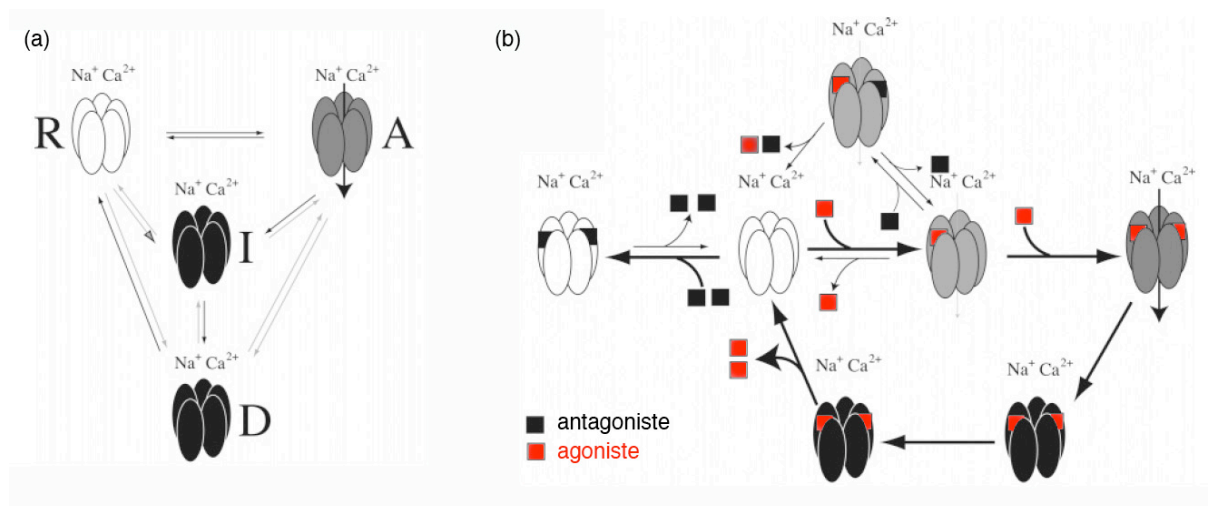 (a)
Na⁺ Ca²⁺
Na⁺ Ca²⁺
R
A
Na⁺ Ca²⁺
I
Na⁺ Ca²⁺
D
(b)
Na⁺ Ca²⁺
Na⁺ Ca²⁺
Na⁺ Ca²⁺
Na⁺ Ca²⁺
Na⁺ Ca²⁺
Na⁺ Ca²⁺
Na⁺ Ca²⁺
antagoniste
agoniste